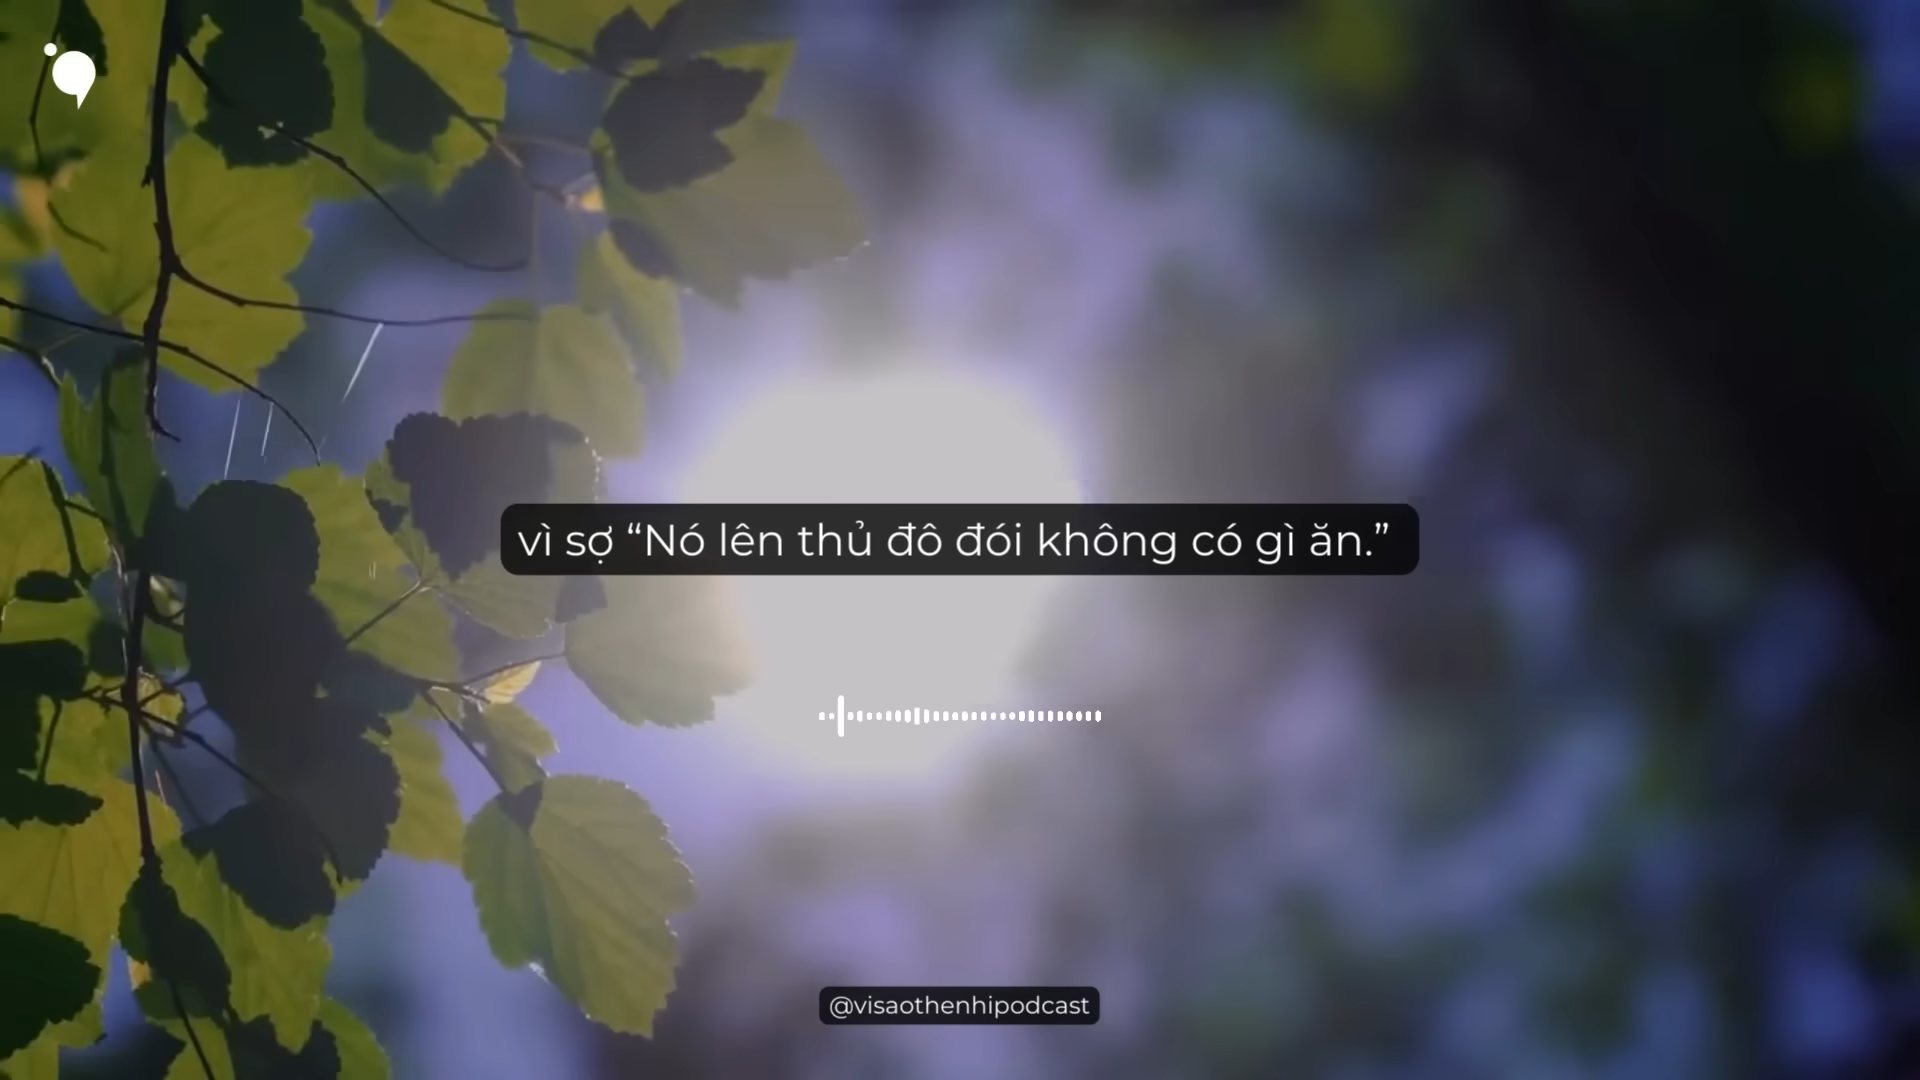 vì sợ “Nó lên thủ đô đói không có gì ăn.”
@visaothenhipodcast